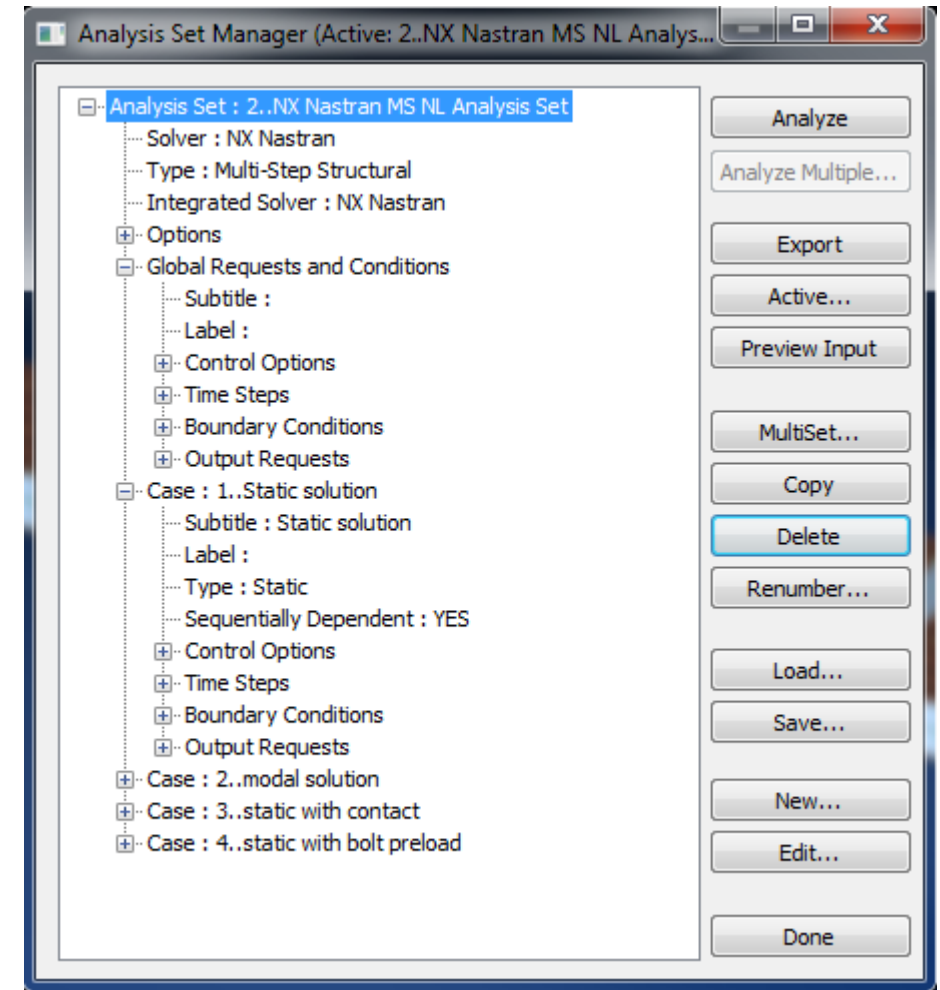 Analysis Set Manager (Active: 2..NX Nastran MS NL Analys...
Analysis Set : 2..NX Nastran MS NL Analysis Set
Solver : NX Nastran
Type : Multi-Step Structural
Integrated Solver : NX Nastran
Options
Global Requests and Conditions
Subtitle :
Label :
Control Options
Time Steps
Boundary Conditions
Output Requests
Case : 1..Static solution
Subtitle : Static solution
Label :
Type : Static
Sequentially Dependent : YES
Control Options
Time Steps
Boundary Conditions
Output Requests
Case : 2..modal solution
Case : 3..static with contact
Case : 4..static with bolt preload
Analyze
Analyze Multiple...
Export
Active...
Preview Input
MultiSet...
Copy
Delete
Renumber...
Load...
Save...
New...
Edit...
Done